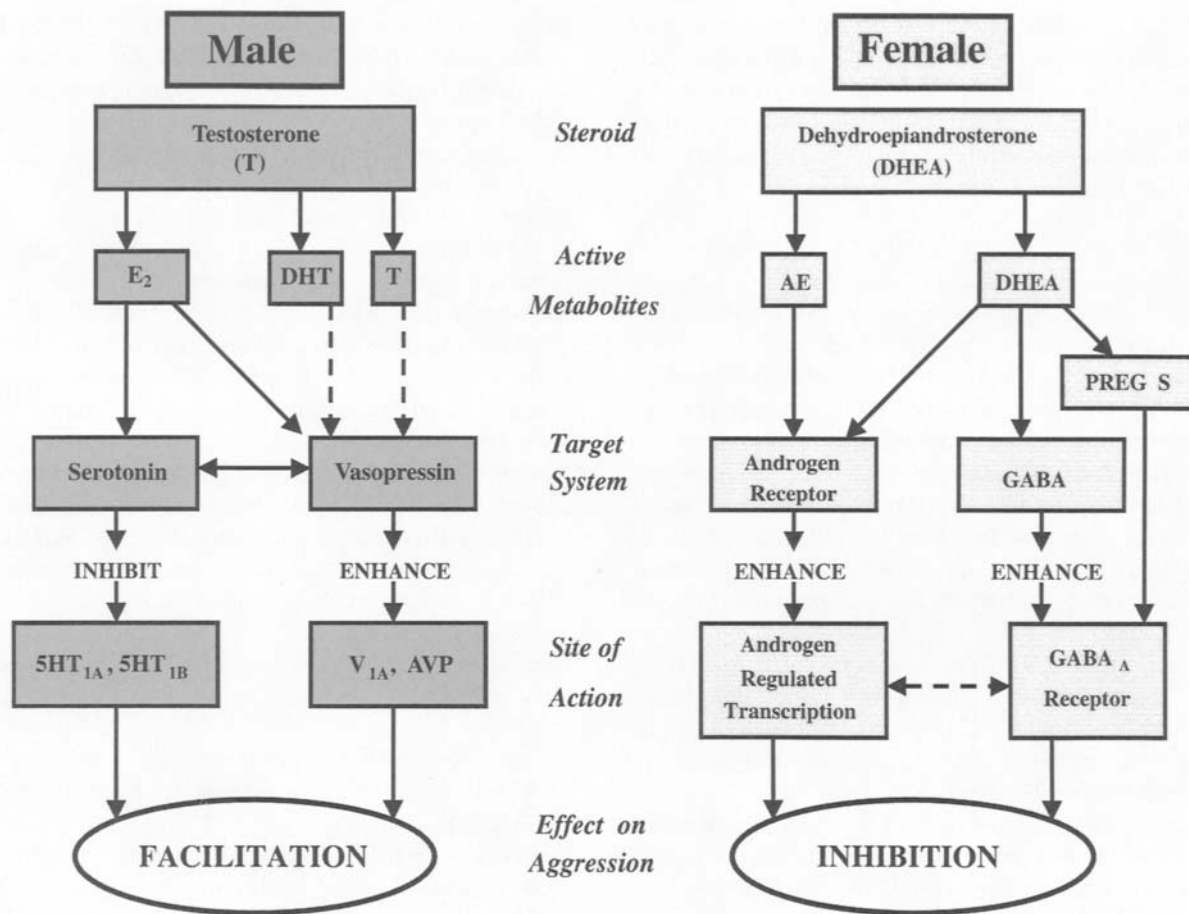 Male
Female
Testosterone
(T)
Steroid
Dehydroepiandrosterone
(DHEA)
E₂
DHT
T
Active
Metabolites
AE
DHEA
PREG S
Serotonin
Vasopressin
Target
System
Androgen
Receptor
GABA
INHIBIT
ENHANCE
ENHANCE
ENHANCE
5HT₁A, 5HT₁B
V₁A, AVP
Site of
Action
Androgen
Regulated
Transcription
GABA A
Receptor
FACILITATION
Effect on
Aggression
INHIBITION